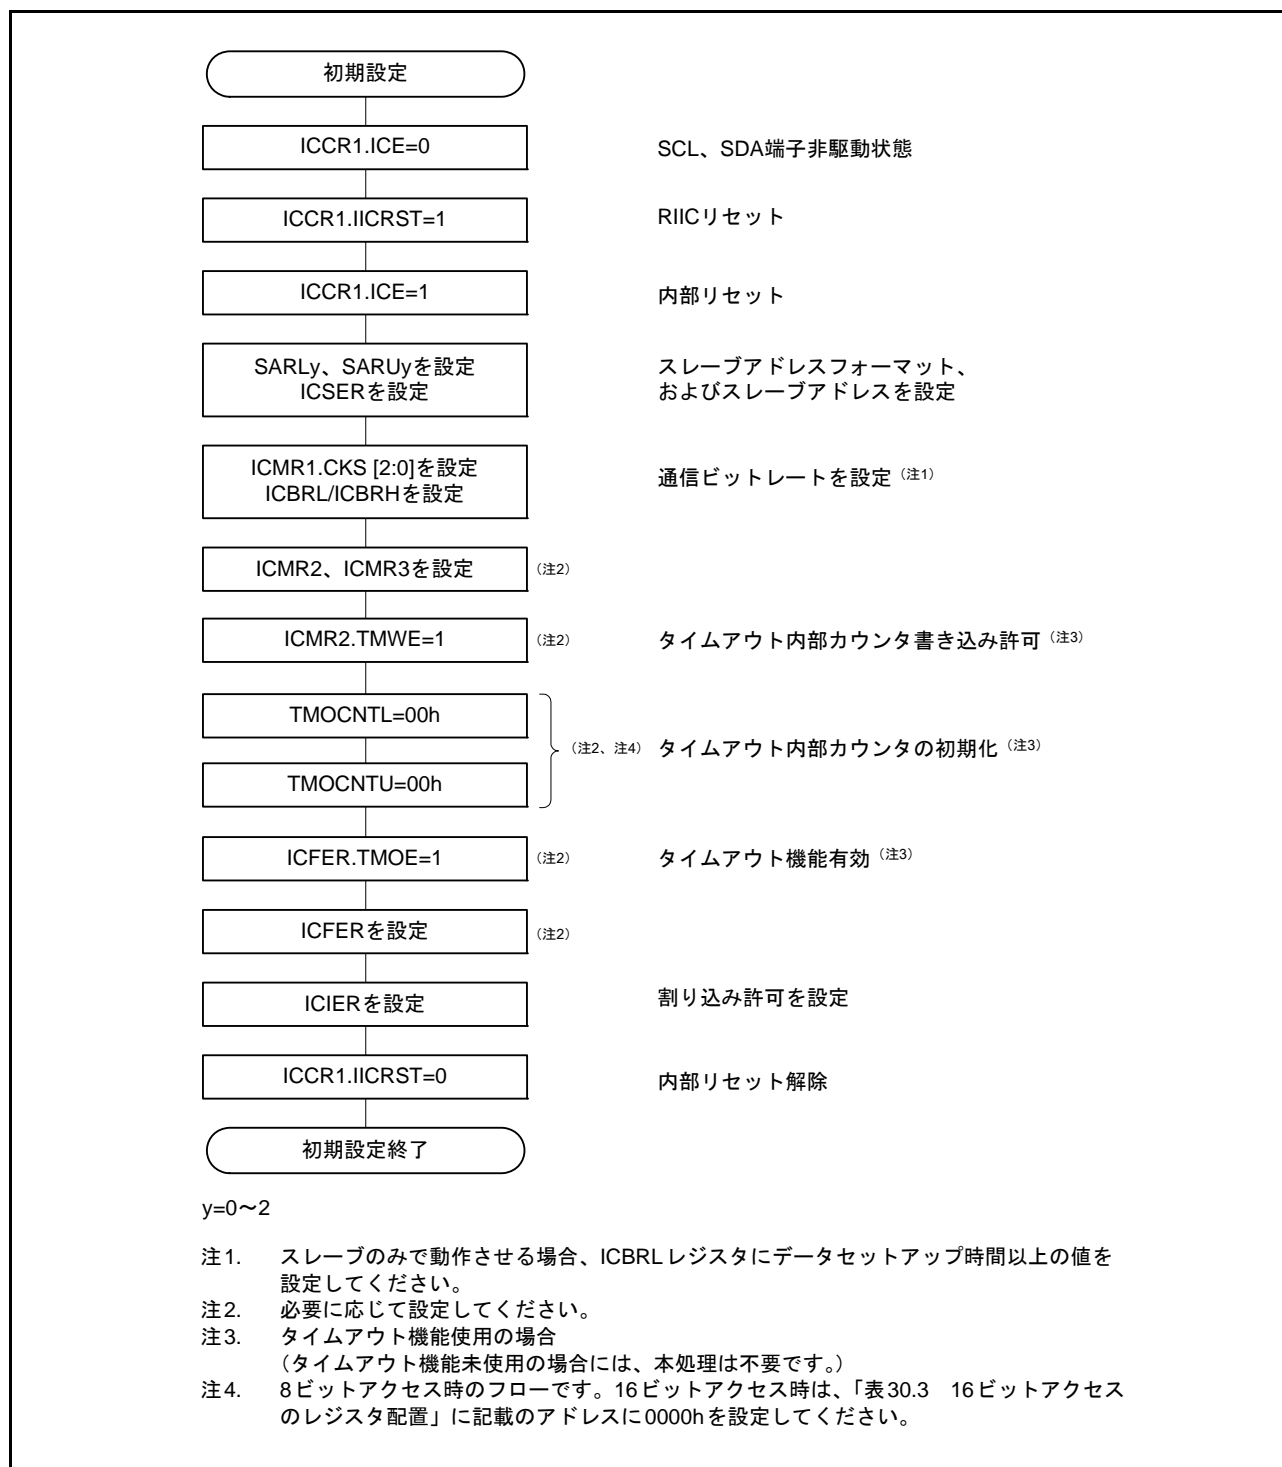 初期設定
ICCR1.ICE=0
SCL、SDA端子非駆動状態
ICCR1.IICRST=1
RIICリセット
ICCR1.ICE=1
内部リセット
SARLy、SARUyを設定
ICSERを設定
スレーブアドレスフォーマット、
およびスレーブアドレスを設定
ICMR1.CKS [2:0]を設定
ICBRL/ICBRHを設定
通信ビットレートを設定（注1）
ICMR2、ICMR3を設定
（注2）
ICMR2.TMWE=1
（注2）
タイムアウト内部カウンタ書き込み許可（注3）
TMOCNTL=00h
TMOCNTU=00h
（注2、注4）
タイムアウト内部カウンタの初期化（注3）
ICFER.TMOE=1
（注2）
タイムアウト機能有効（注3）
ICFERを設定
（注2）
ICIERを設定
割り込み許可を設定
ICCR1.IICRST=0
内部リセット解除
初期設定終了
y=0～2
注1. スレーブのみで動作させる場合、ICBRLレジスタにデータセットアップ時間以上の値を
設定してください。
注2. 必要に応じて設定してください。
注3. タイムアウト機能使用の場合
（タイムアウト機能未使用の場合には、本処理は不要です。）
注4. 8ビットアクセス時のフローです。16ビットアクセス時は、「表30.3 16ビットアクセス
のレジスタ配置」に記載のアドレスに0000hを設定してください。